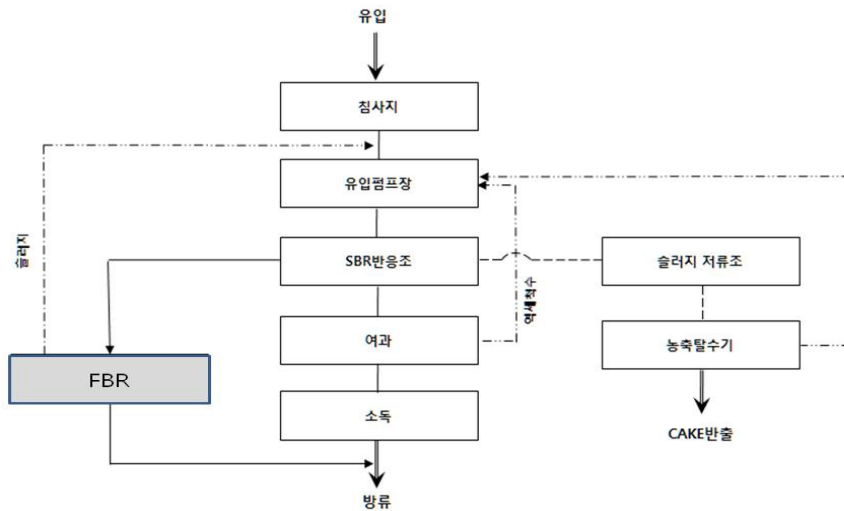 유입
침사지
유입펌프장
슬러지
SBR반응조
슬러지 저류조
역세척수
여과
농축탈수기
FBR
소독
CAKE반출
방류